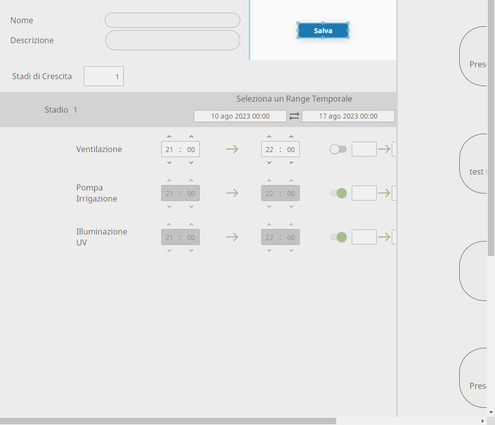 Nome
Descrizione
Salva
Stadi di Crescita 1
Seleziona un Range Temporale
Stadio 1
10 ago 2023 00:00 17 ago 2023 00:00
Ventilazione 21 : 00 22 : 00
Pompa
Irrigazione 21 : 00 22 : 00
Illuminazione
UV 21 : 00 22 : 00
Pres
test
Pres